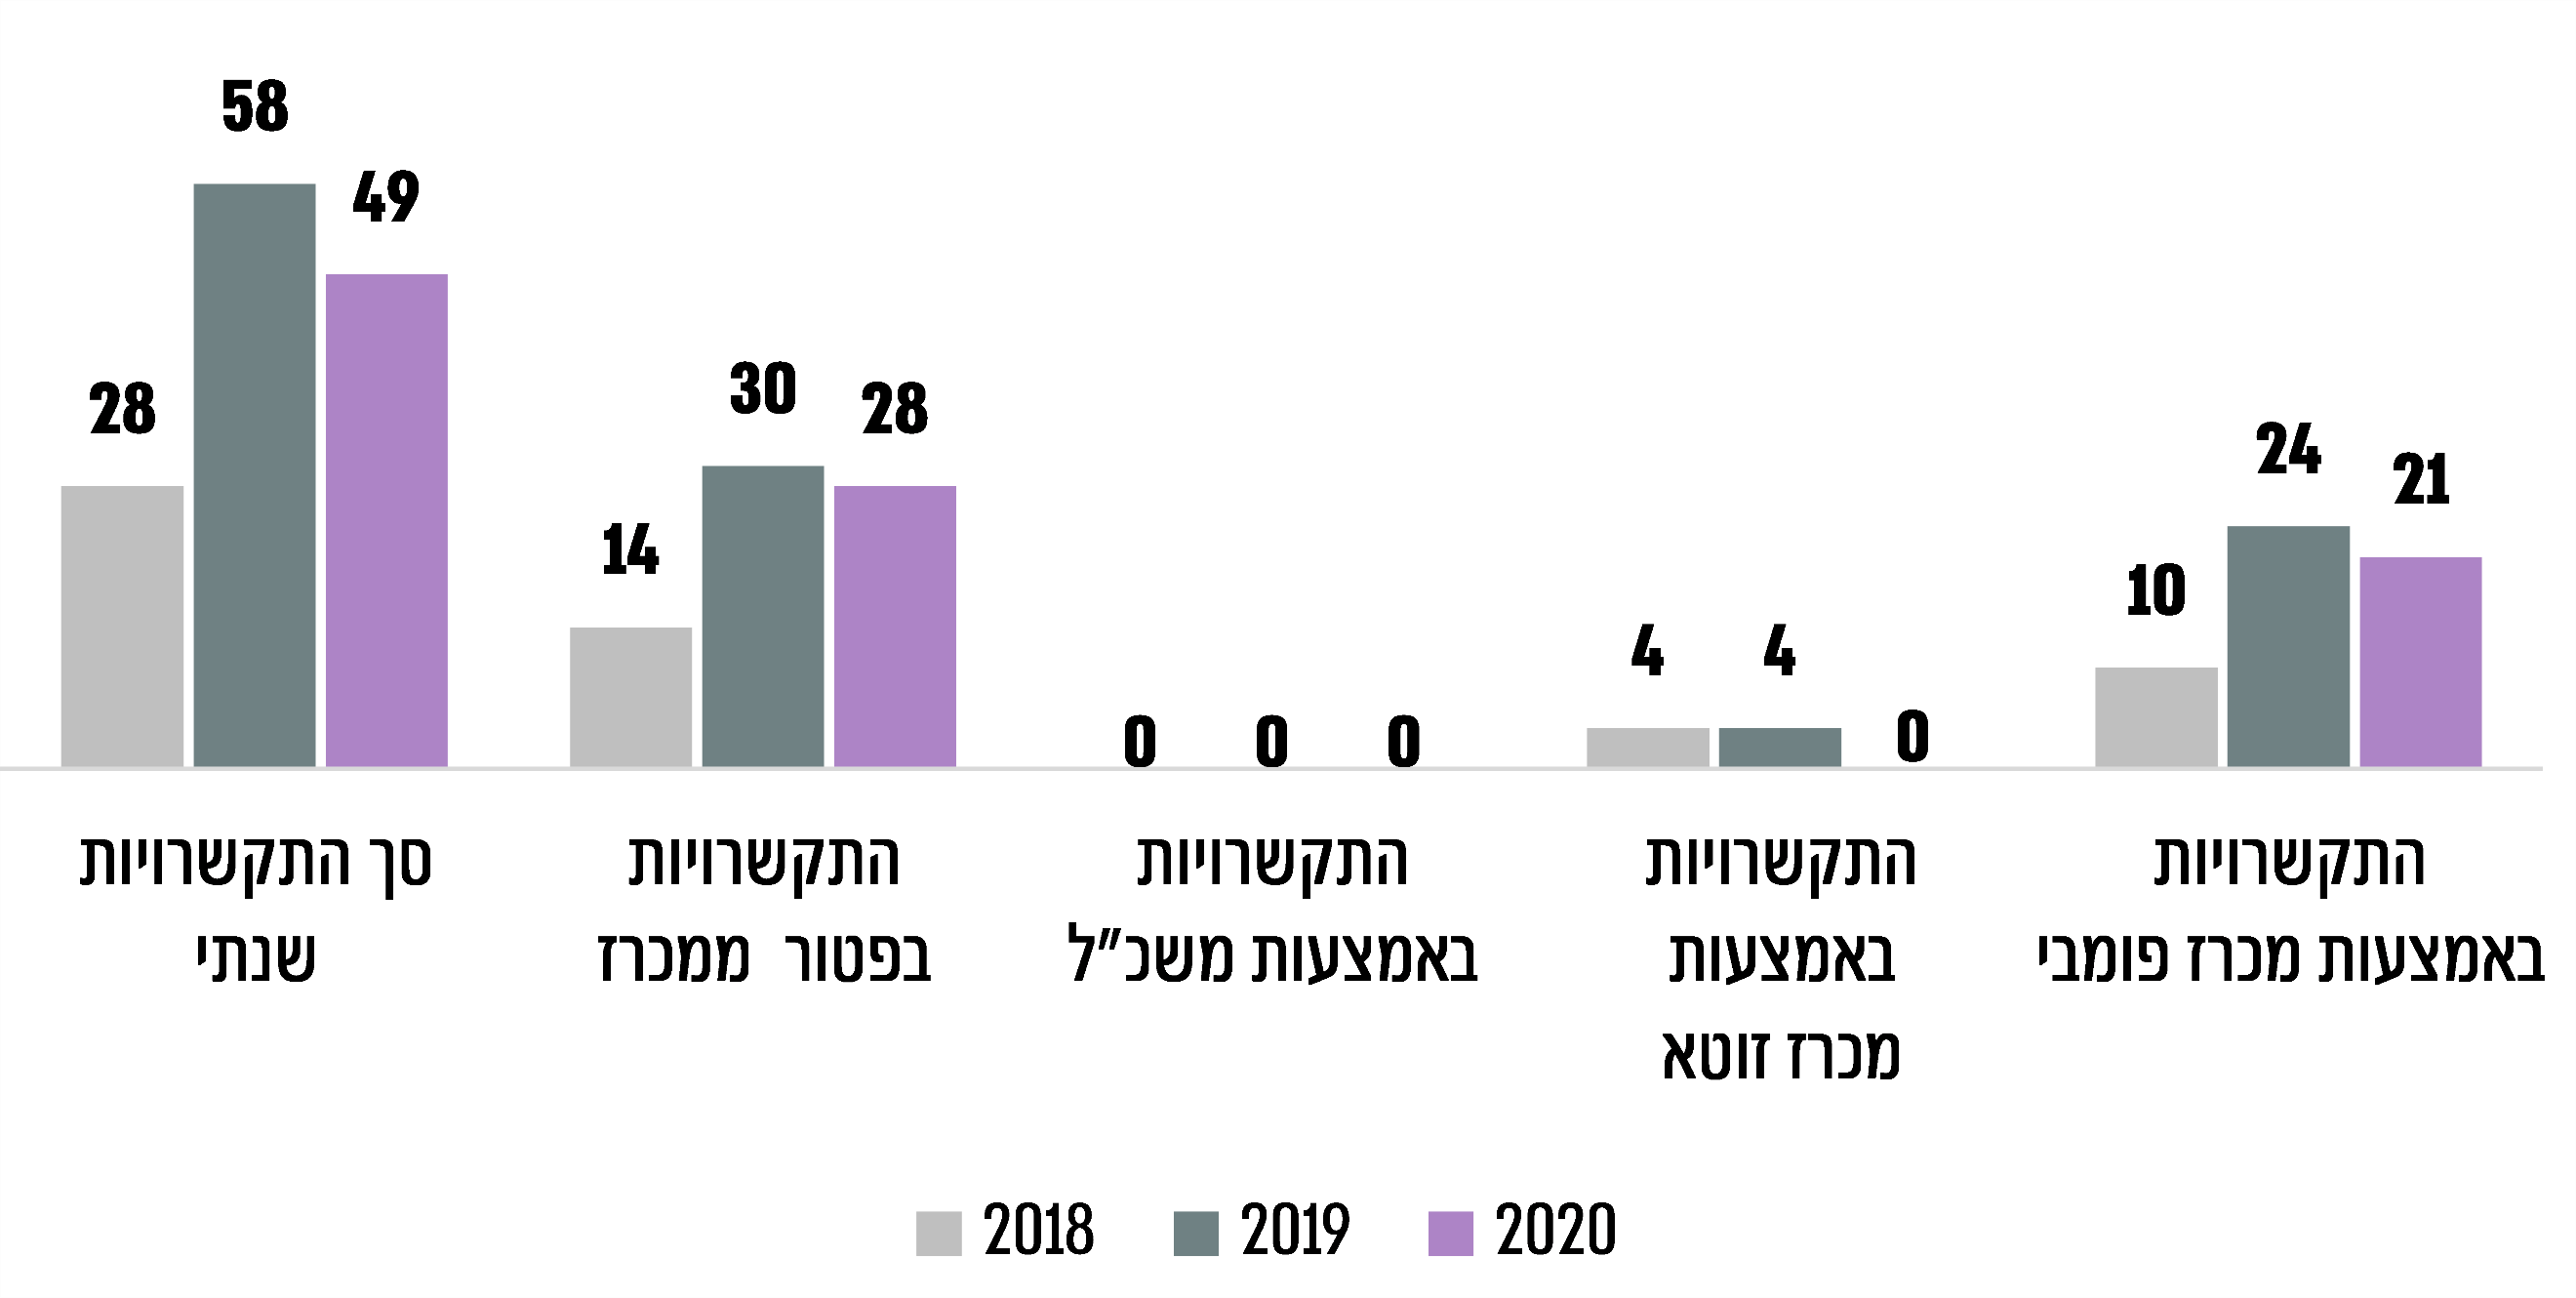 58
49
28
30
28
14
0
0
0
4
4
0
24
21
10
סך התקשרויות
שנתי
התקשרויות
בפטור ממכרז
התקשרויות
באמצעות משכ"ל
התקשרויות
באמצעות
מכרז זוטא
התקשרויות
באמצעות מכרז פומבי
2018 2019 2020